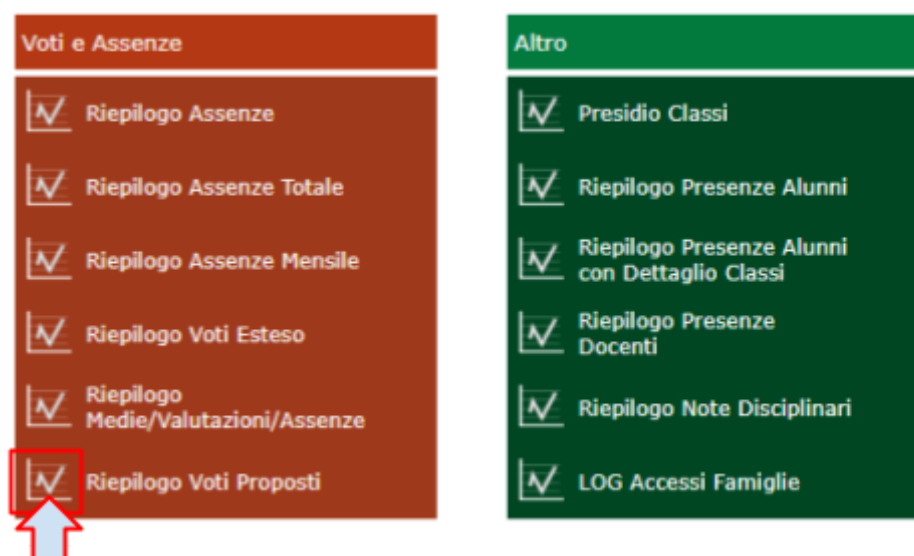 Voti e Assenze
Riepilogo Assenze
Riepilogo Assenze Totale
Riepilogo Assenze Mensile
Riepilogo Voti Esteso
Riepilogo
Medie/Valutazioni/Assenze
Riepilogo Voti Proposti
Altro
Presidio Classi
Riepilogo Presenze Alunni
Riepilogo Presenze Alunni
con Dettaglio Classi
Riepilogo Presenze
Docenti
Riepilogo Note Disciplinari
LOG Accessi Famiglie